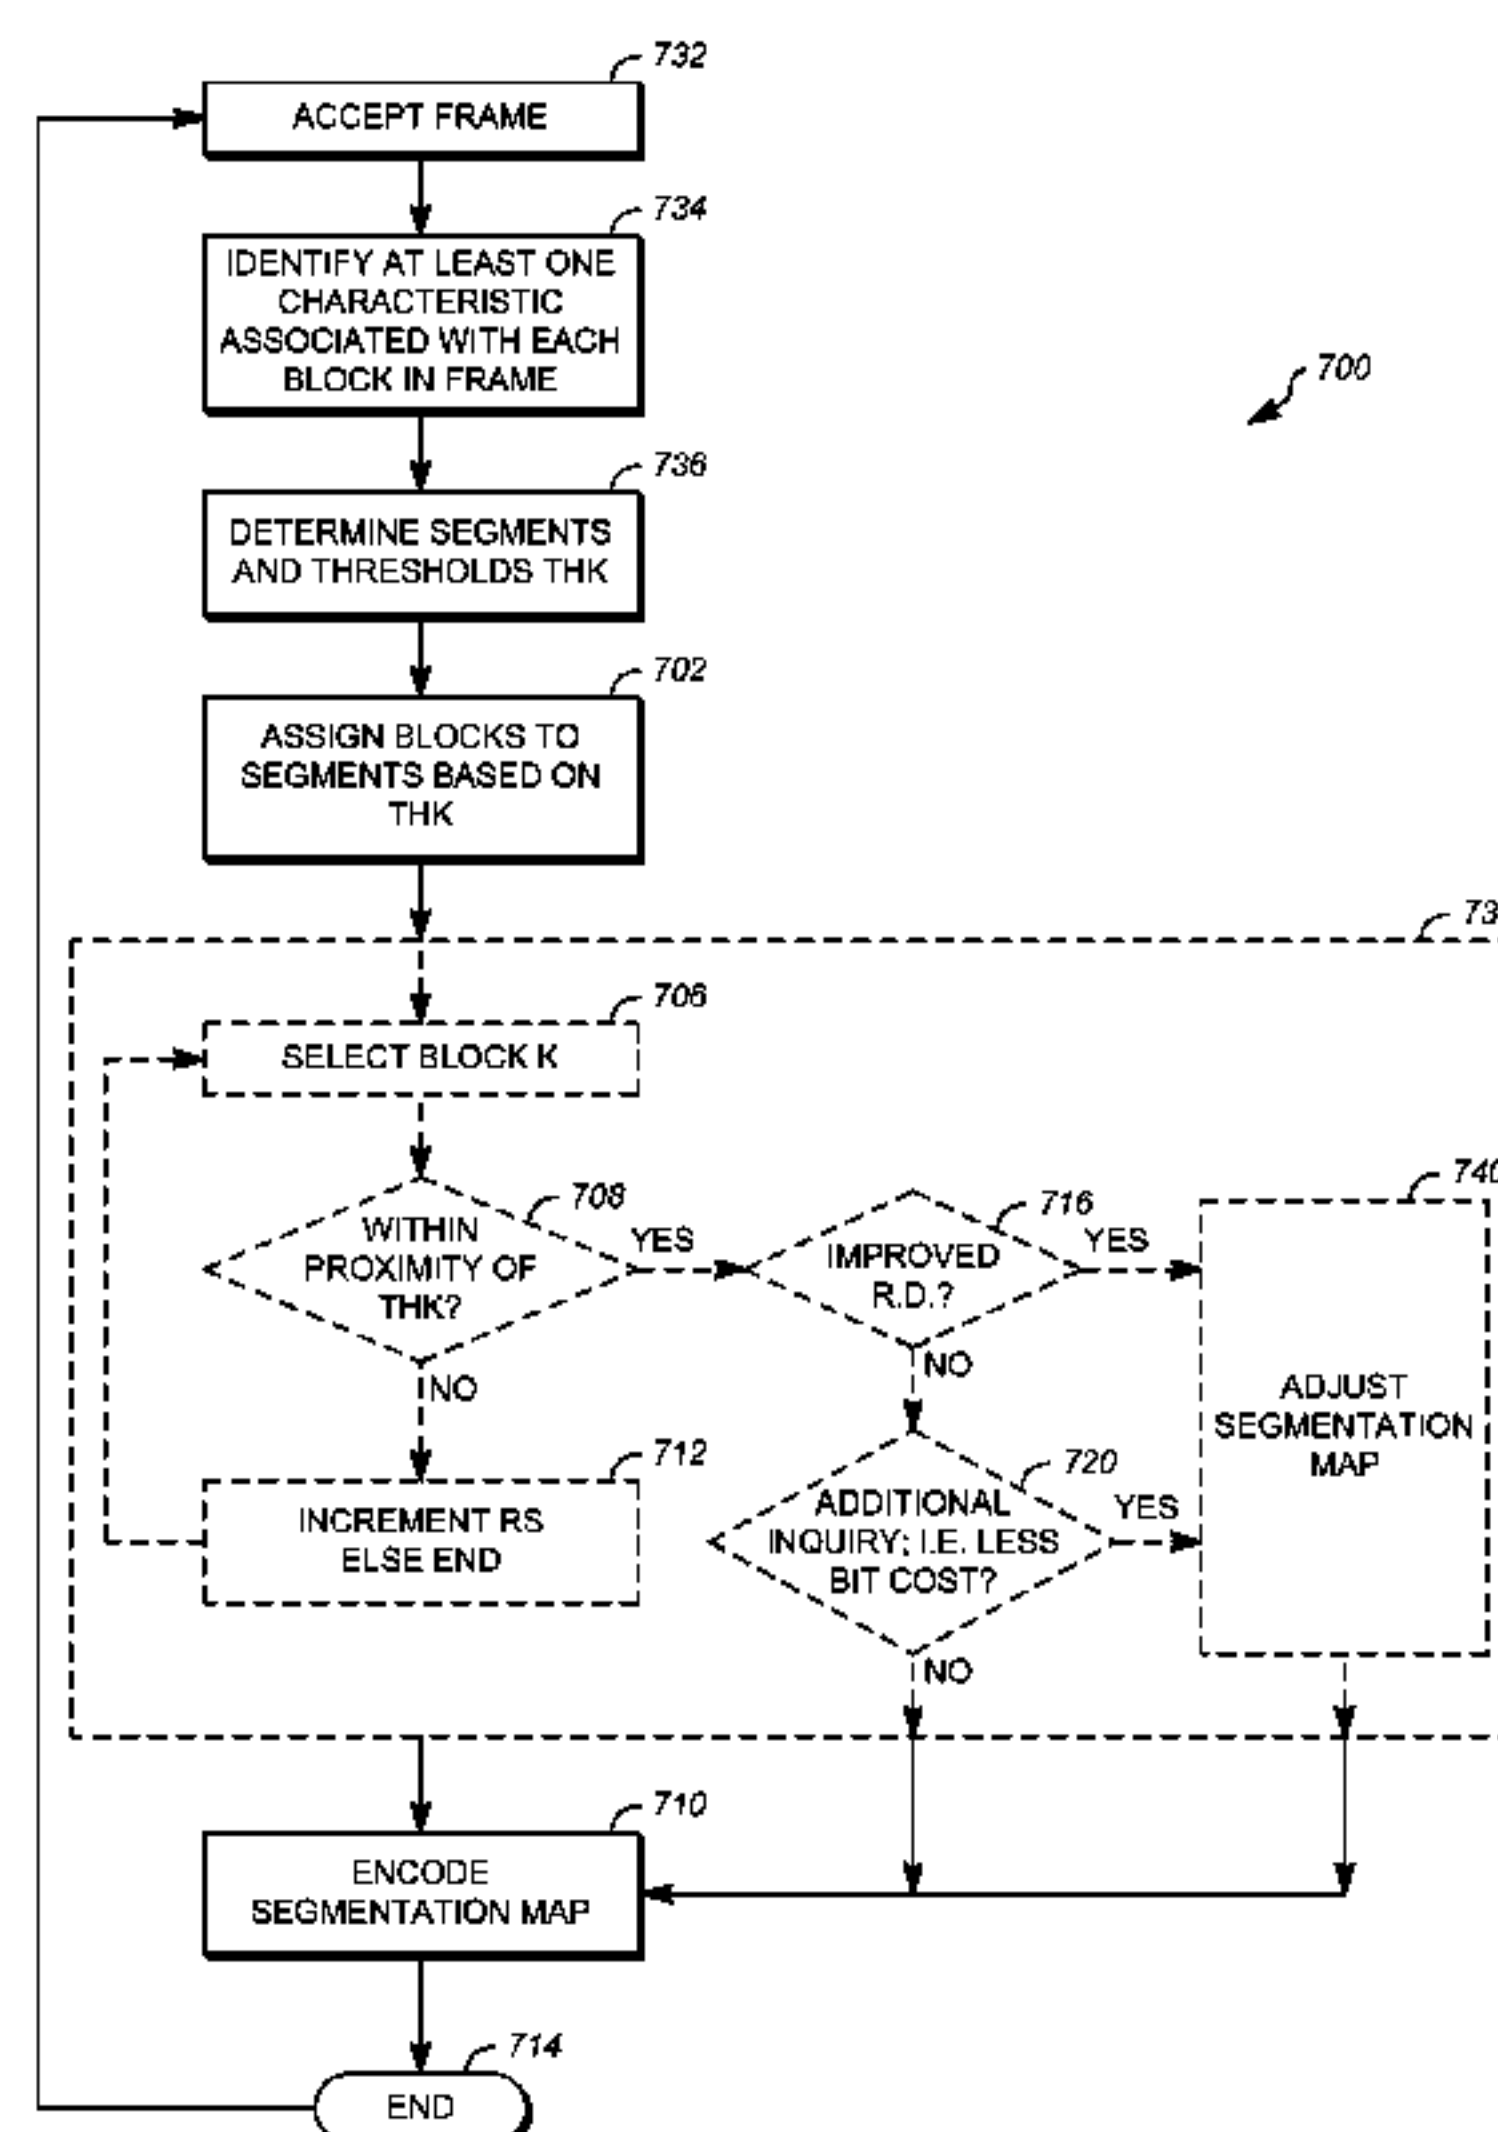 732
ACCEPT FRAME
734
IDENTIFY AT LEAST ONE
CHARACTERISTIC
ASSOCIATED WITH EACH
BLOCK IN FRAME
700
736
DETERMINE SEGMENTS
AND THRESHOLDS THK
702
ASSIGN BLOCKS TO
SEGMENTS BASED ON
THK
73
706
SELECT BLOCK K
708
WITHIN
PROXIMITY OF
THK?
YES
NO
716
IMPROVED
R.D.?
YES
NO
740
ADJUST
SEGMENTATION
MAP
712
INCREMENT RS
ELSE END
720
ADDITIONAL
INQUIRY; I.E. LESS
BIT COST?
YES
NO
710
ENCODE
SEGMENTATION MAP
714
END